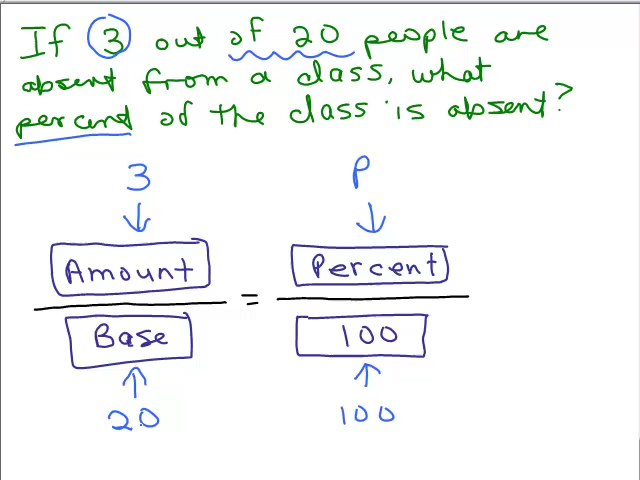 If 3 out of 20 people are
absent from a class, what
percent of the class is absent?
3 P
Amount = Percent
Base 100
20 100